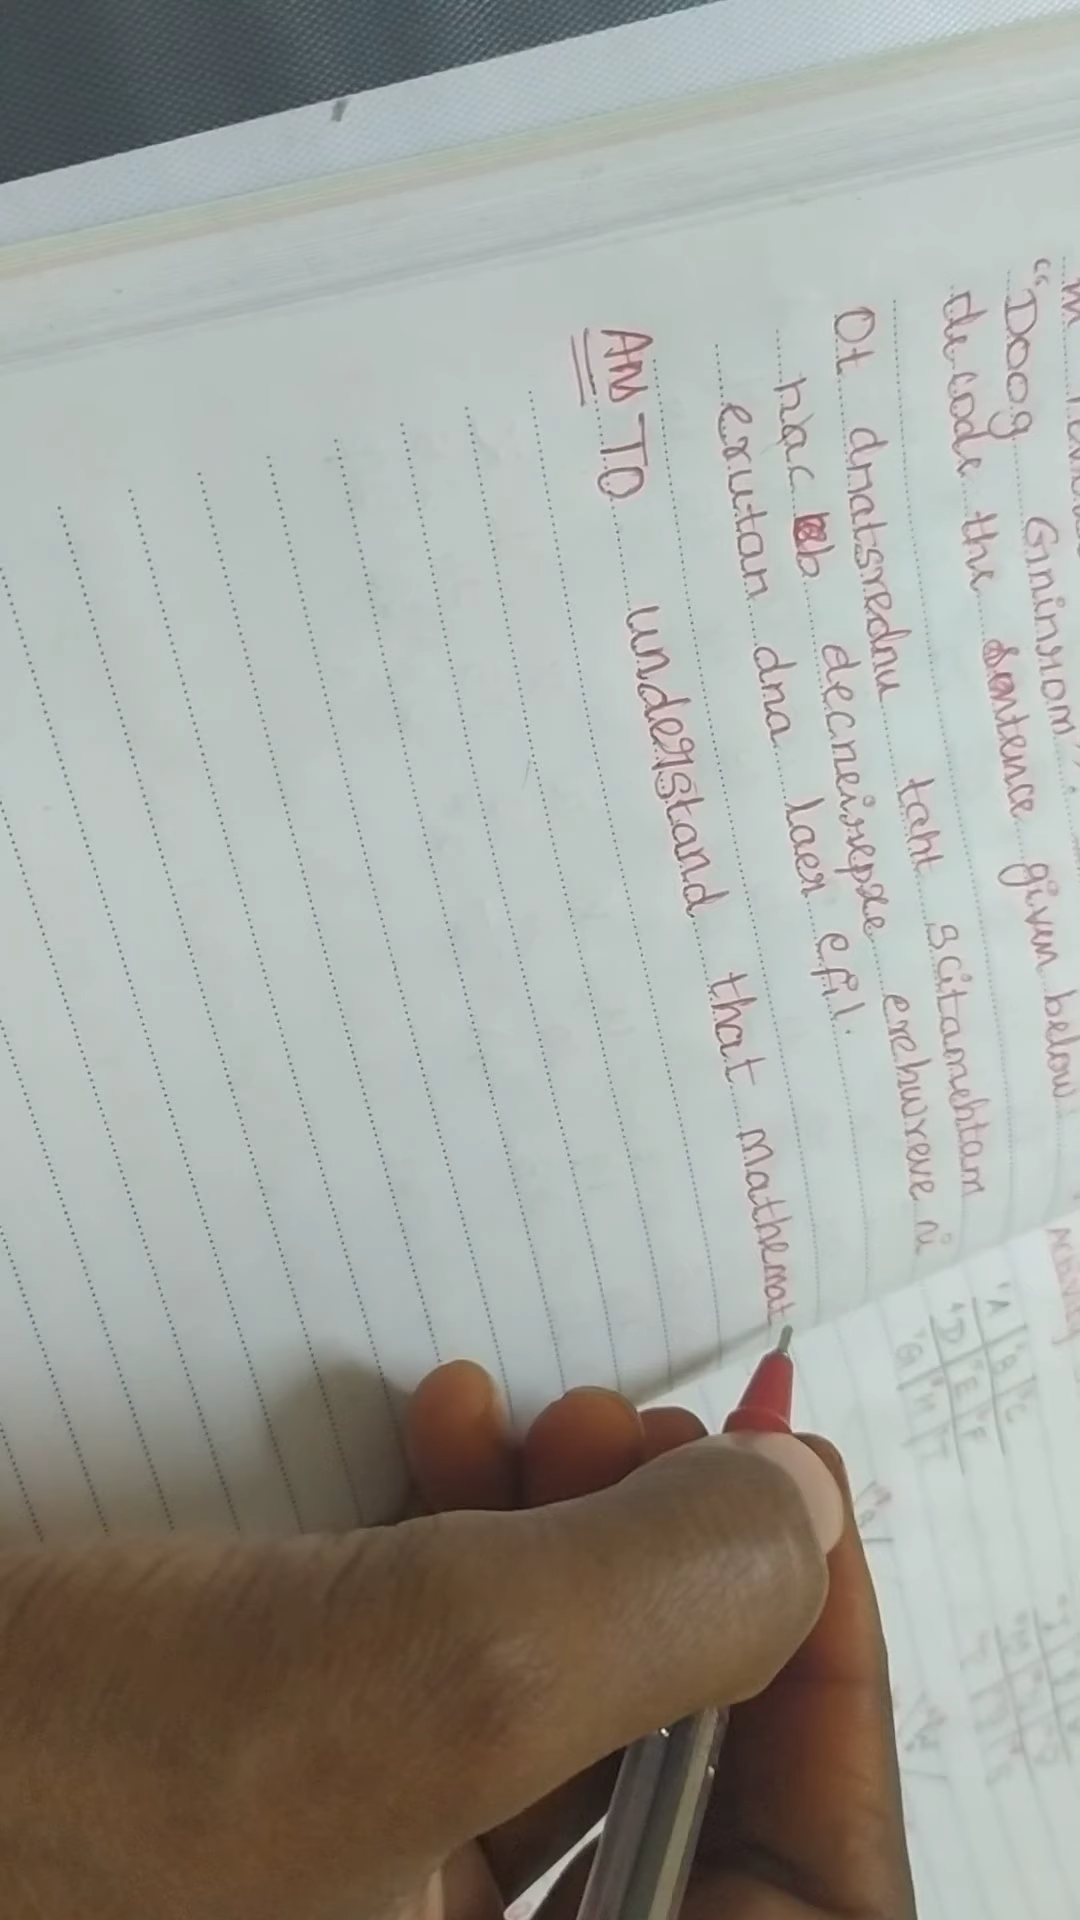 "Doog Gninrom"
decode the sentence given below
Ot dnatsrednu taht scitamehtam
nac eb decneirepxe erehwreve ni
erutan dna laer efil.
Ans TO understand that mathemat
A B C
D E F
G H I